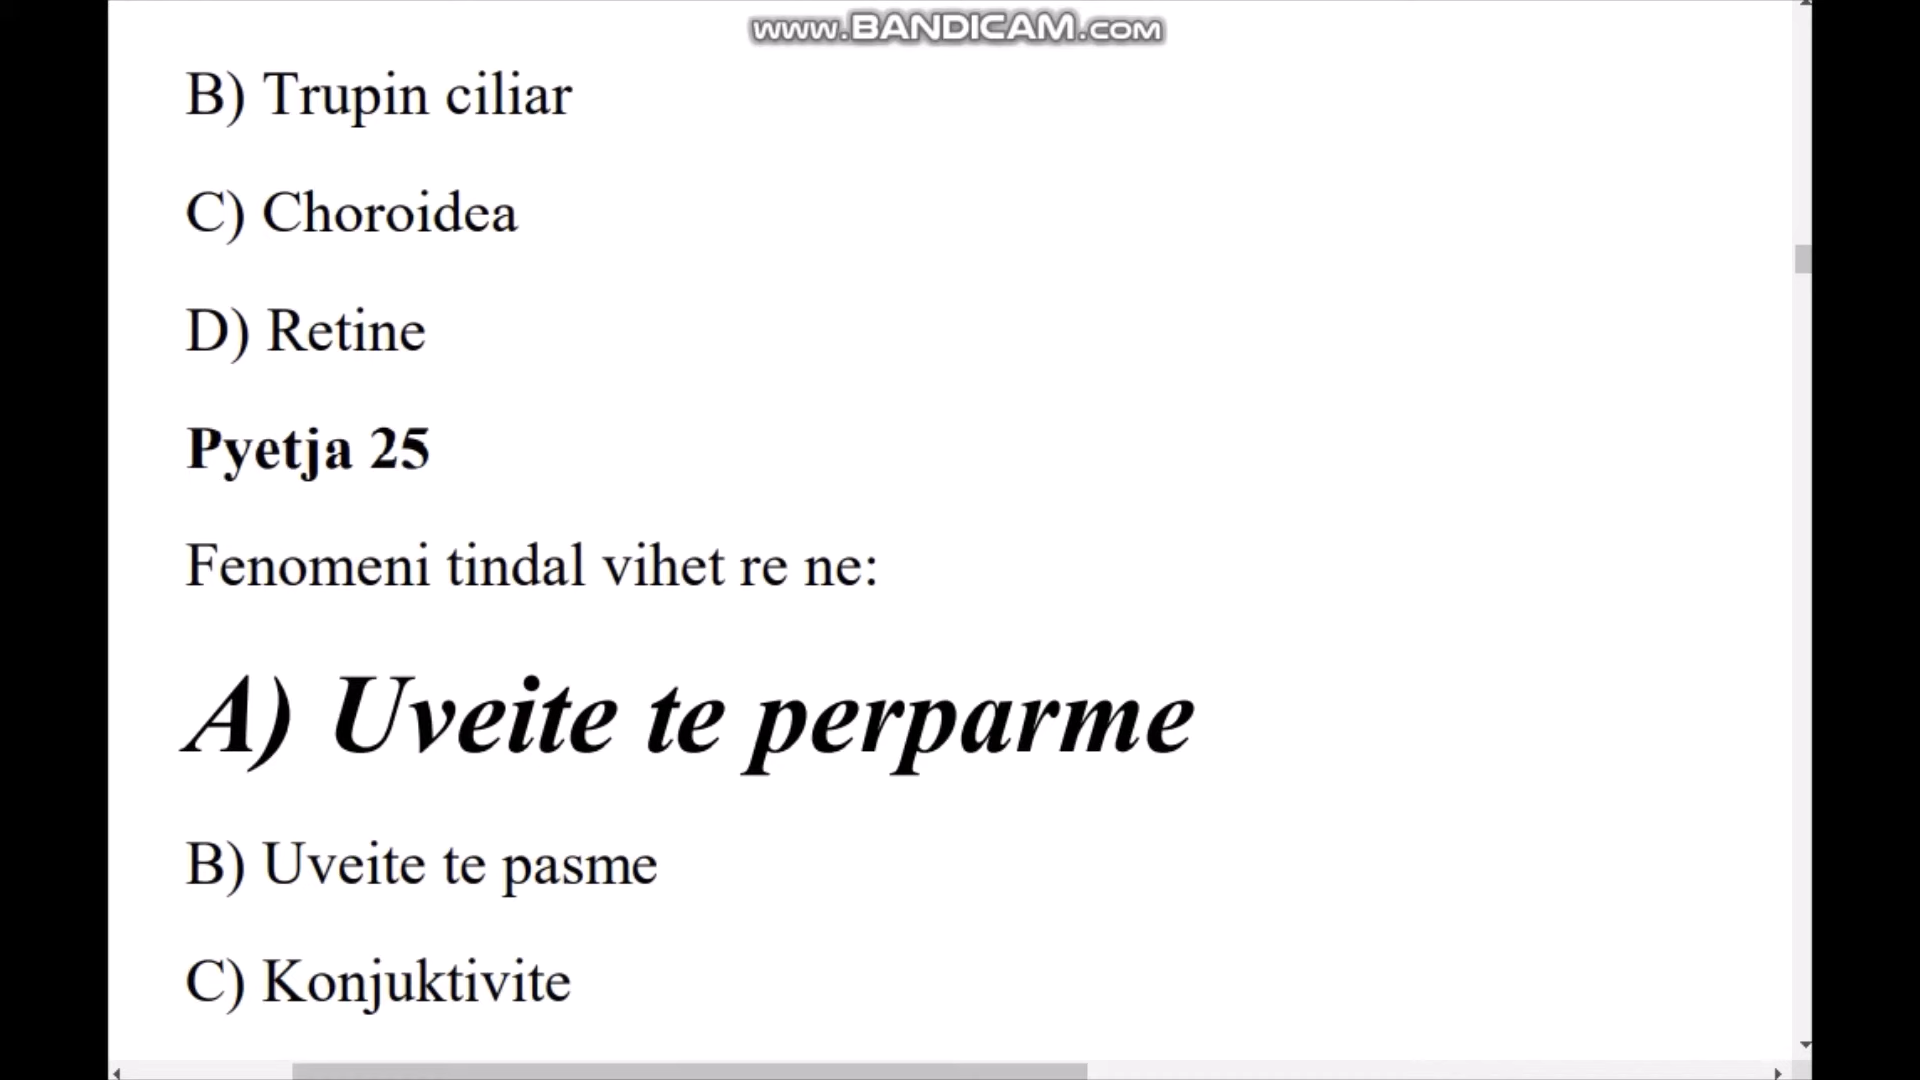 www.BANDICAM.com
B) Trupin ciliar
C) Choroidea
D) Retine
Pyetja 25
Fenomeni tindal vihet re ne:
A) Uveite te perparme
B) Uveite te pasme
C) Konjuktivite